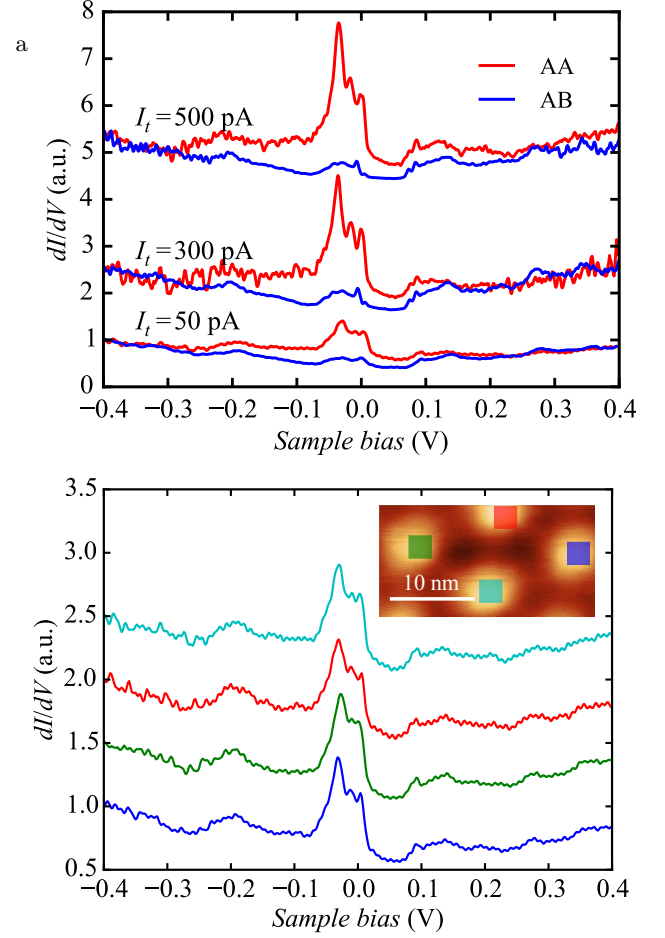 a
8
7
6
5
4
3
2
1
0
dI/dV (a.u.)
AA
AB
I_t=500 pA
I_t=300 pA
I_t=50 pA
−0.4 −0.3 −0.2 −0.1 0.0 0.1 0.2 0.3 0.4
Sample bias (V)
3.5
3.0
2.5
2.0
1.5
1.0
0.5
dI/dV (a.u.)
10 nm
−0.4 −0.3 −0.2 −0.1 0.0 0.1 0.2 0.3 0.4
Sample bias (V)